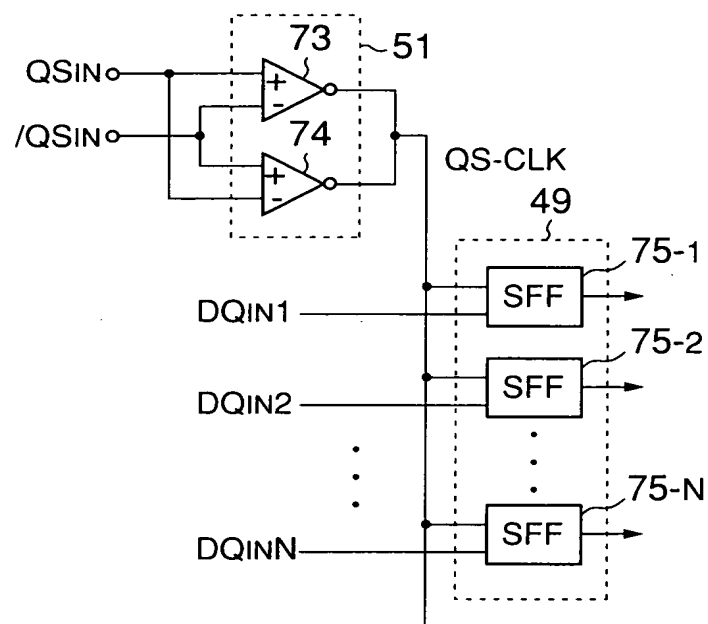 73
51
QSIN
+
-
/QSIN
74
+
-
QS-CLK
49
75-1
SFF
DQIN1
75-2
SFF
DQIN2
75-N
SFF
DQINN